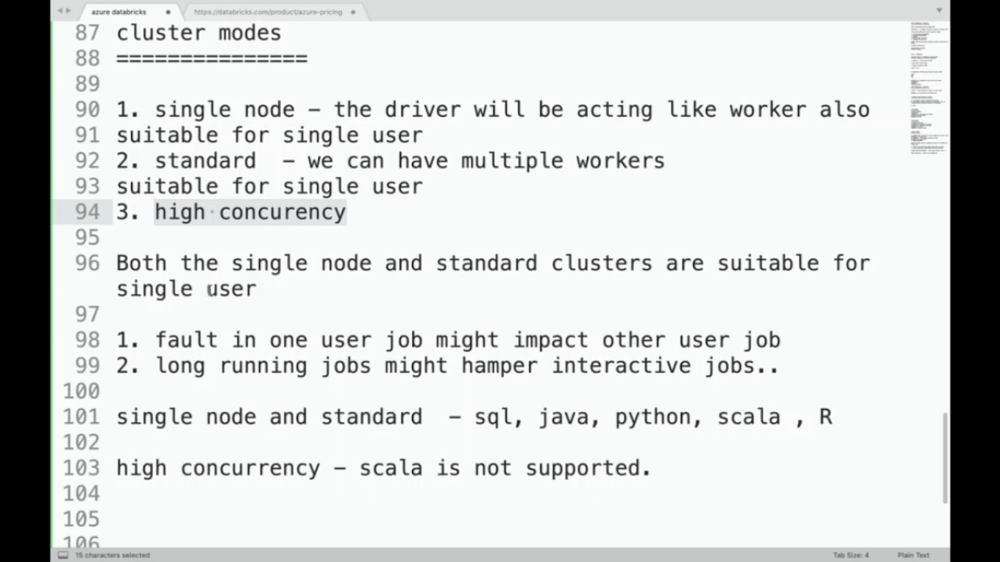 azure databricks
https://databricks.com/product/azure-pricing
87 cluster modes
88 ===============
89
90 1. single node – the driver will be acting like worker also
91 suitable for single user
92 2. standard  – we can have multiple workers
93 suitable for single user
94 3. high concurency
95
96 Both the single node and standard clusters are suitable for
single user
97
98 1. fault in one user job might impact other user job
99 2. long running jobs might hamper interactive jobs..
100
101 single node and standard  – sql, java, python, scala , R
102
103 high concurrency – scala is not supported.
104
105
106
15 characters selected
Tab Size: 4
Plain Text